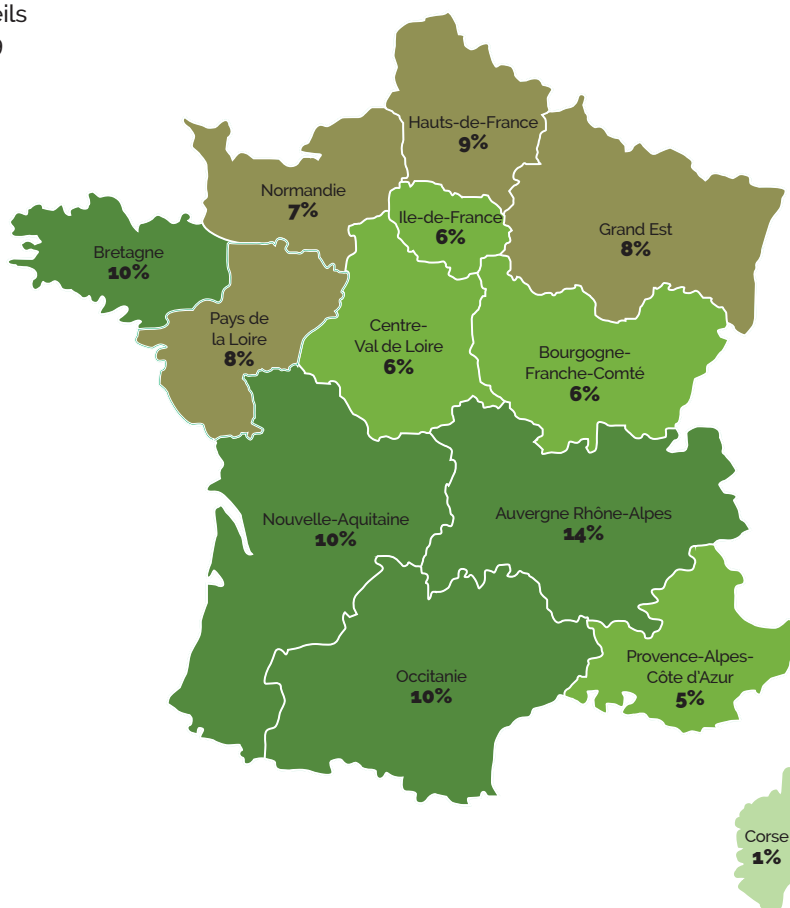 eils
Hauts-de-France
9%
Normandie
7%
Ile-de-France
6%
Grand Est
8%
Bretagne
10%
Pays de
la Loire
8%
Centre-
Val de Loire
6%
Bourgogne-
Franche-Comté
6%
Nouvelle-Aquitaine
10%
Auvergne Rhône-Alpes
14%
Occitanie
10%
Provence-Alpes-
Côte d'Azur
5%
Corse
1%